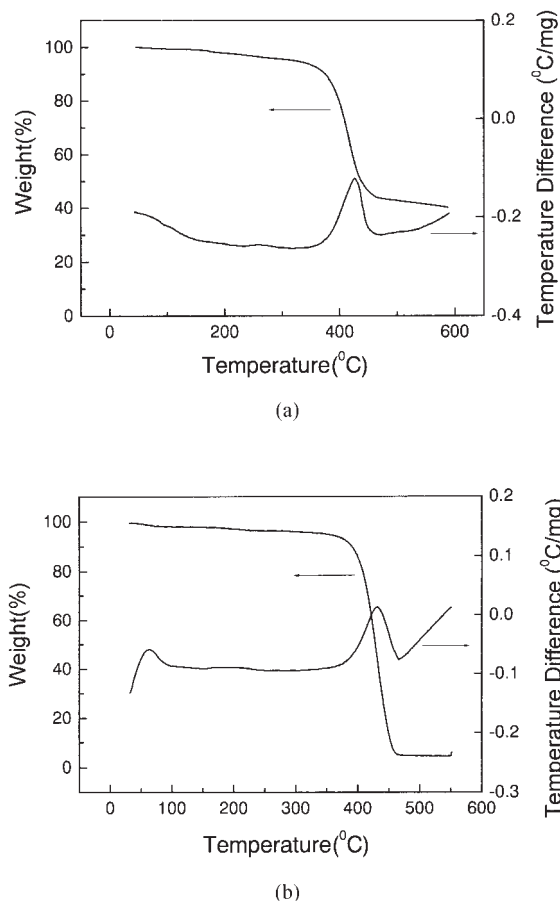 100
80
60
40
20
0
Weight(%)
0.2
0.0
-0.2
-0.4
Temperature Difference (⁰C/mg)
0 200 400 600
Temperature(⁰C)
(a)
100
80
60
40
20
0
Weight(%)
0.2
0.1
0.0
-0.1
-0.2
-0.3
Temperature Difference (⁰C/mg)
0 100 200 300 400 500 600
Temperature(⁰C)
(b)